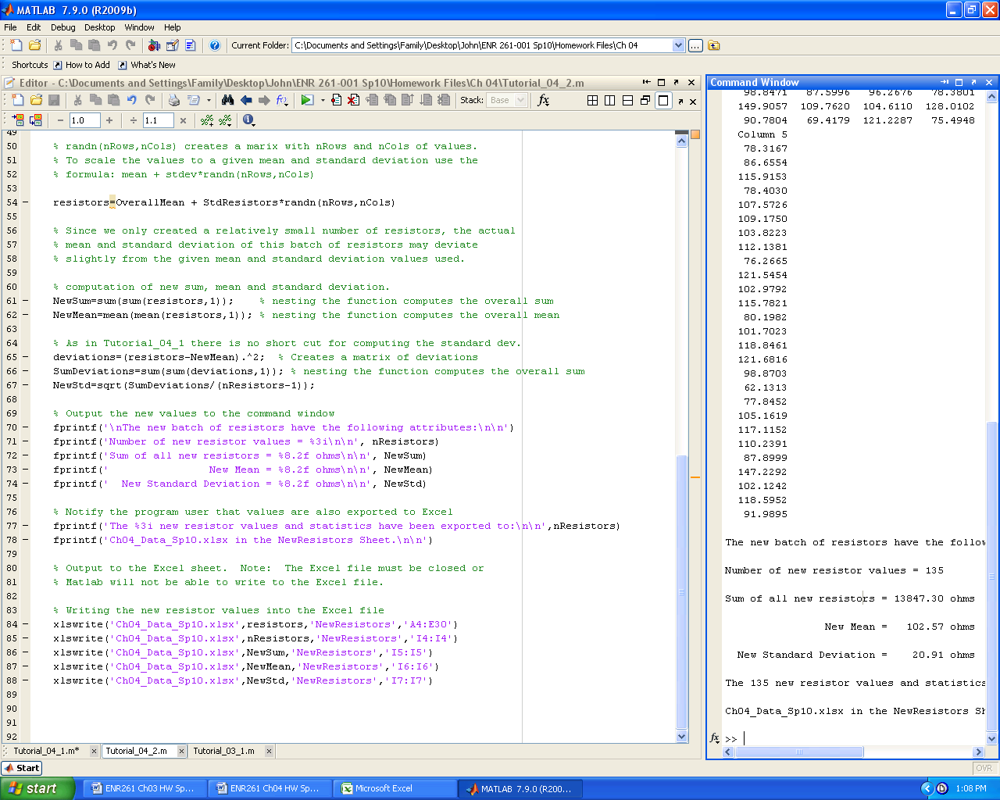 MATLAB 7.9.0 (R2009b)
File Edit Debug Desktop Window Help
Current Folder: C:\Documents and Settings\Family\Desktop\John\ENR 261-001 Sp10\Homework Files\Ch 04
Shortcuts How to Add What's New
Editor - C:\Documents and Settings\Family\Desktop\John\ENR 261-001 Sp10\Homework Files\Ch 04\Tutorial_04_2.m
Stack: Base fx
− 1.0 + ÷ 1.1 ×
49
50 % randn(nRows,nCols) creates a marix with nRows and nCols of values.
51 % To scale the values to a given mean and standard deviation use the
52 % formula: mean + stdev*randn(nRows,nCols)
53
54 − resistors=OverallMean + StdResistors*randn(nRows,nCols)
55
56 % Since we only created a relatively small number of resistors, the actual
57 % mean and standard deviation of this batch of resistors may deviate
58 % slightly from the given mean and standard deviation values used.
59
60 % computation of new sum, mean and standard deviation.
61 − NewSum=sum(sum(resistors,1)); % nesting the function computes the overall sum
62 − NewMean=mean(mean(resistors,1)); % nesting the function computes the overall mean
63
64 % As in Tutorial_04_1 there is no short cut for computing the standard dev.
65 − deviations=(resistors-NewMean).^2; % Creates a matrix of deviations
66 − SumDeviations=sum(sum(deviations,1)); % nesting the function computes the overall sum
67 − NewStd=sqrt(SumDeviations/(nResistors-1));
68
69 % Output the new values to the command window
70 − fprintf('\nThe new batch of resistors have the following attributes:\n\n')
71 − fprintf('Number of new resistor values = %3i\n\n', nResistors)
72 − fprintf('Sum of all new resistors = %8.2f ohms\n\n', NewSum)
73 − fprintf('                New Mean = %8.2f ohms\n\n', NewMean)
74 − fprintf('  New Standard Deviation = %8.2f ohms\n\n', NewStd)
75
76 % Notify the program user that values are also exported to Excel
77 − fprintf('The %3i new resistor values and statistics have been exported to:\n\n',nResistors)
78 − fprintf('Ch04_Data_Sp10.xlsx in the NewResistors Sheet.\n\n')
79
80 % Output to the Excel sheet. Note: The Excel file must be closed or
81 % Matlab will not be able to write to the Excel file.
82
83 % Writing the new resistor values into the Excel file
84 − xlswrite('Ch04_Data_Sp10.xlsx',resistors,'NewResistors','A4:E30')
85 − xlswrite('Ch04_Data_Sp10.xlsx',nResistors,'NewResistors','I4:I4')
86 − xlswrite('Ch04_Data_Sp10.xlsx',NewSum,'NewResistors','I5:I5')
87 − xlswrite('Ch04_Data_Sp10.xlsx',NewMean,'NewResistors','I6:I6')
88 − xlswrite('Ch04_Data_Sp10.xlsx',NewStd,'NewResistors','I7:I7')
89
90
91
92
Tutorial_04_1.m* × Tutorial_04_2.m × Tutorial_03_1.m ×
Command Window
98.8471 87.5996 96.2676 78.3801
149.9057 109.7620 104.6110 128.0102
90.7804 69.4179 121.2287 75.4948
Column 5
78.3167
86.6554
115.9153
78.4030
107.5726
109.1750
103.8223
112.1381
76.2665
121.5454
102.9792
115.7821
80.1982
101.7023
118.8461
121.6816
98.8703
62.1313
77.8452
105.1619
117.1152
110.2391
87.8999
147.2292
102.1242
118.5952
91.9895
The new batch of resistors have the follow
Number of new resistor values = 135
Sum of all new resistors = 13847.30 ohms
New Mean = 102.57 ohms
New Standard Deviation = 20.91 ohms
The 135 new resistor values and statistics
Ch04_Data_Sp10.xlsx in the NewResistors Sh
fx >>
Start
OVR
start ENR261 Ch03 HW Sp... ENR261 Ch04 HW Sp... Microsoft Excel MATLAB 7.9.0 (R200... 1:08 PM